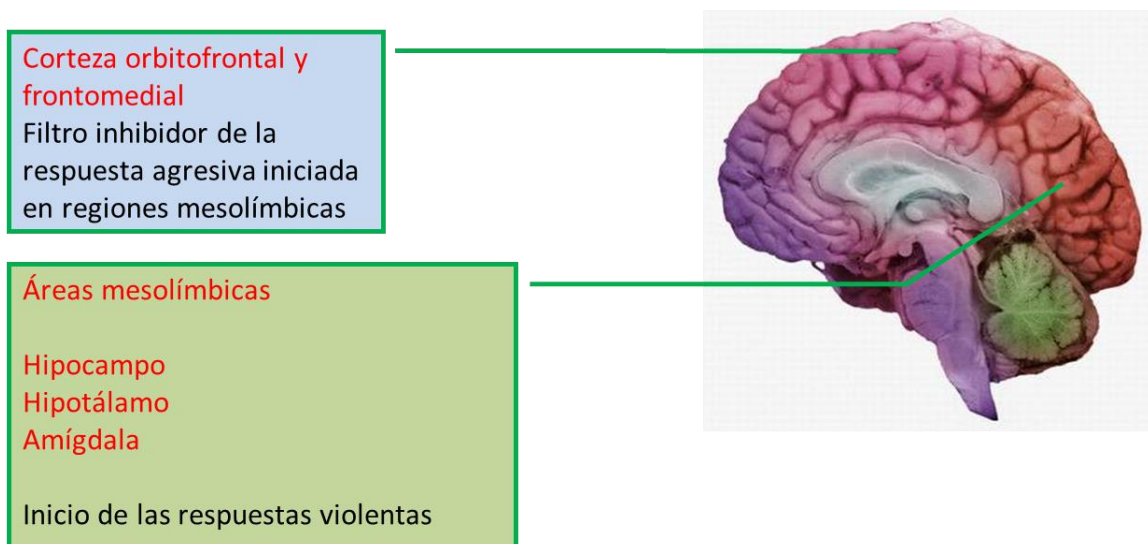 Corteza orbitofrontal y
frontomedial
Filtro inhibidor de la
respuesta agresiva iniciada
en regiones mesolímbicas
Áreas mesolímbicas
Hipocampo
Hipotálamo
Amígdala
Inicio de las respuestas violentas